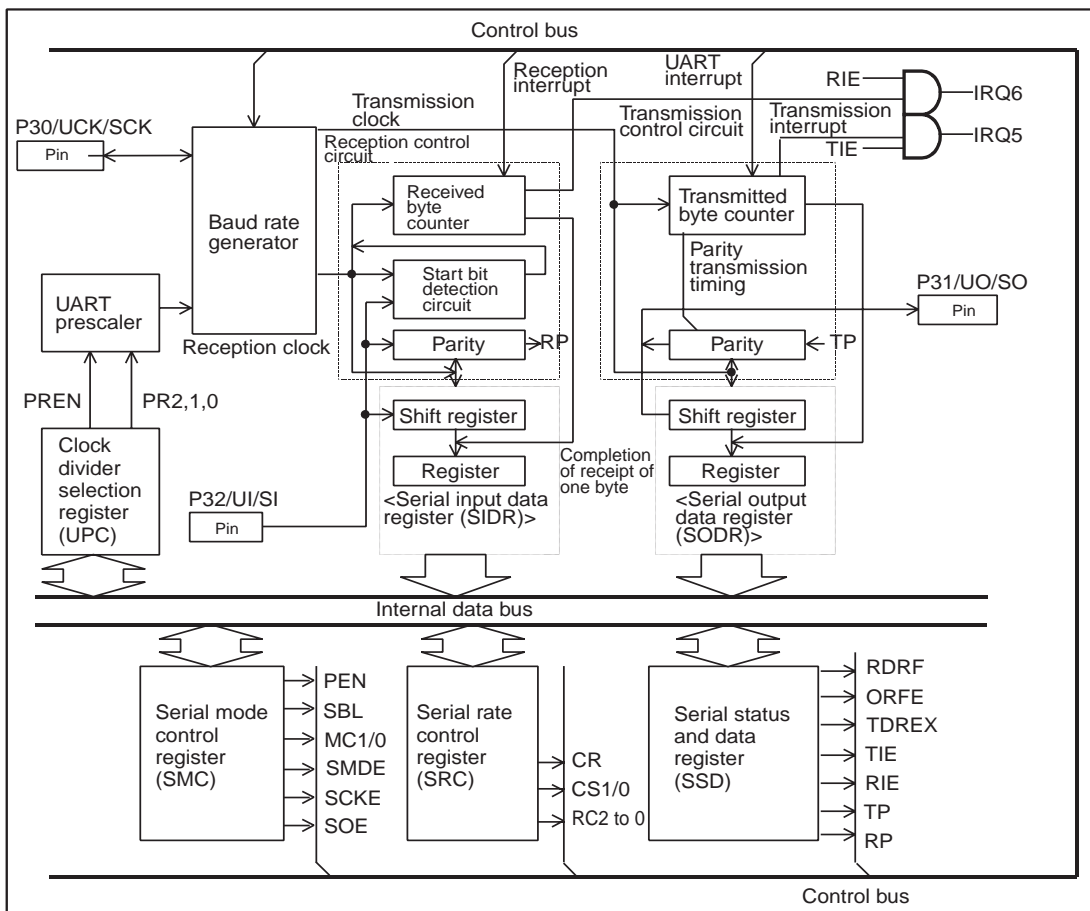 Control bus
Reception
interrupt
UART
interrupt
RIE
IRQ6
Transmission
clock
Transmission
control circuit
Transmission
interrupt
IRQ5
TIE
P30/UCK/SCK
Pin
Reception control
circuit
Baud rate
generator
Received
byte
counter
Transmitted
byte counter
Parity
transmission
timing
Start bit
detection
circuit
P31/UO/SO
Pin
UART
prescaler
Reception clock
Parity
RP
Parity
TP
PREN
PR2,1,0
Shift register
Shift register
Clock
divider
selection
register
(UPC)
Register
Completion
of receipt of
one byte
Register
P32/UI/SI
Pin
<Serial input data
register (SIDR)>
<Serial output
data register
(SODR)>
Internal data bus
Serial mode
control
register
(SMC)
PEN
SBL
MC1/0
SMDE
SCKE
SOE
Serial rate
control
register
(SRC)
CR
CS1/0
RC2 to 0
Serial status
and data
register
(SSD)
RDRF
ORFE
TDREX
TIE
RIE
TP
RP
Control bus